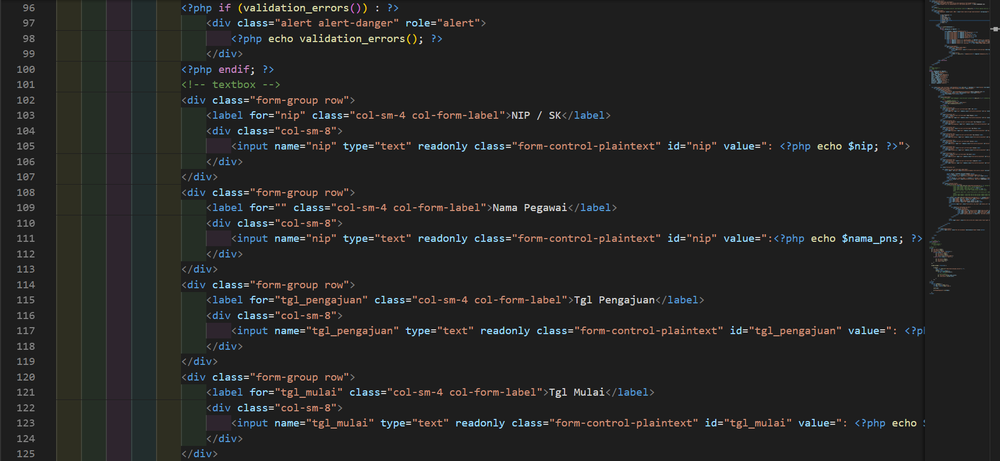 96 <?php if (validation_errors()) : ?>
97 <div class="alert alert-danger" role="alert">
98 <?php echo validation_errors(); ?>
99 </div>
100 <?php endif; ?>
101 <!-- textbox -->
102 <div class="form-group row">
103 <label for="nip" class="col-sm-4 col-form-label">NIP / SK</label>
104 <div class="col-sm-8">
105 <input name="nip" type="text" readonly class="form-control-plaintext" id="nip" value=": <?php echo $nip; ?>">
106 </div>
107 </div>
108 <div class="form-group row">
109 <label for="" class="col-sm-4 col-form-label">Nama Pegawai</label>
110 <div class="col-sm-8">
111 <input name="nip" type="text" readonly class="form-control-plaintext" id="nip" value=":<?php echo $nama_pns; ?>
112 </div>
113 </div>
114 <div class="form-group row">
115 <label for="tgl_pengajuan" class="col-sm-4 col-form-label">Tgl Pengajuan</label>
116 <div class="col-sm-8">
117 <input name="tgl_pengajuan" type="text" readonly class="form-control-plaintext" id="tgl_pengajuan" value=": <?ph
118 </div>
119 </div>
120 <div class="form-group row">
121 <label for="tgl_mulai" class="col-sm-4 col-form-label">Tgl Mulai</label>
122 <div class="col-sm-8">
123 <input name="tgl_mulai" type="text" readonly class="form-control-plaintext" id="tgl_mulai" value=": <?php echo $
124 </div>
125 </div>